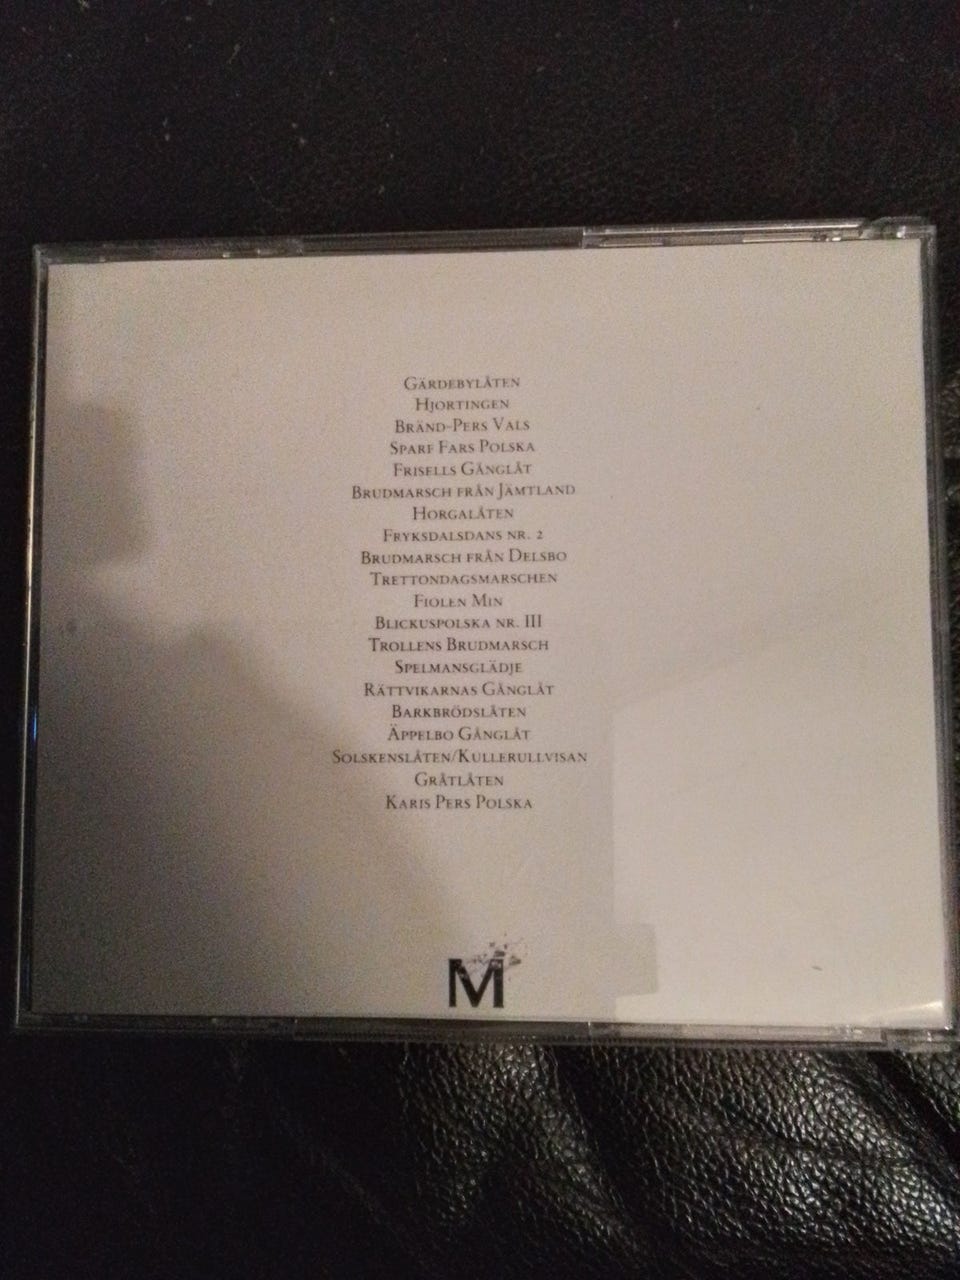 Gärdebylåten
Hjortingen
Bränd-Pers Vals
Sparf Fars Polska
Frisells Gånglåt
Brudmarsch från Jämtland
Horgalåten
Fryksdalsdans nr. 2
Brudmarsch från Delsbo
Trettondagsmarschen
Fiolen Min
Blickuspolska nr. III
Trollens Brudmarsch
Spelmansglädje
Rättvikarnas Gånglåt
Barkbrödslåten
Äppelbo Gånglåt
Solskenslåten/Kullerullvisan
Gråtlåten
Karis Pers Polska
M